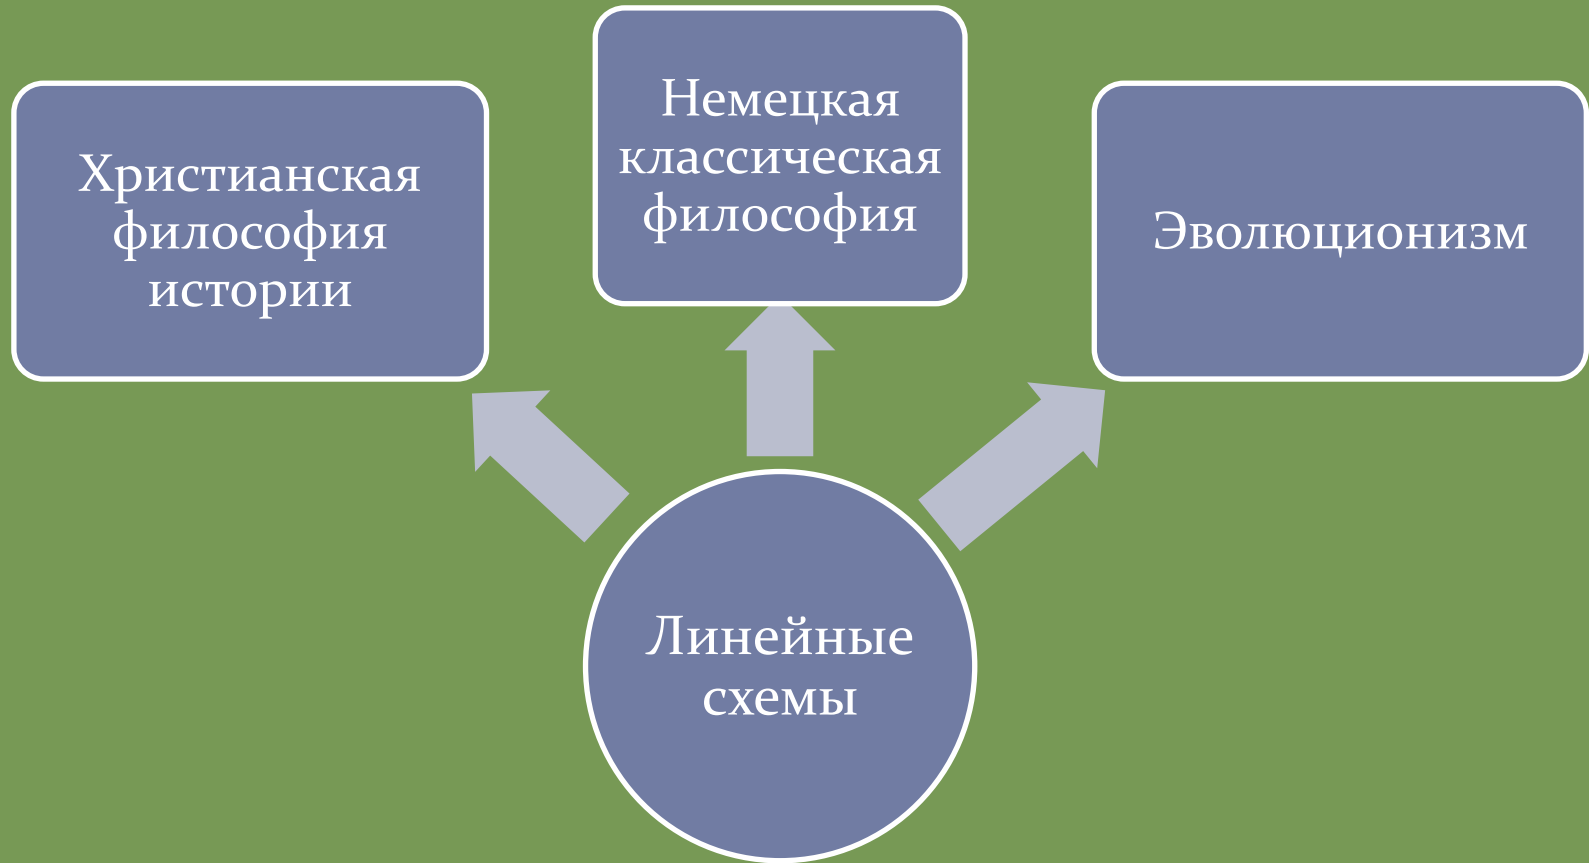 Христианская
философия
истории
Немецкая
классическая
философия
Эволюционизм
Линейные
схемы